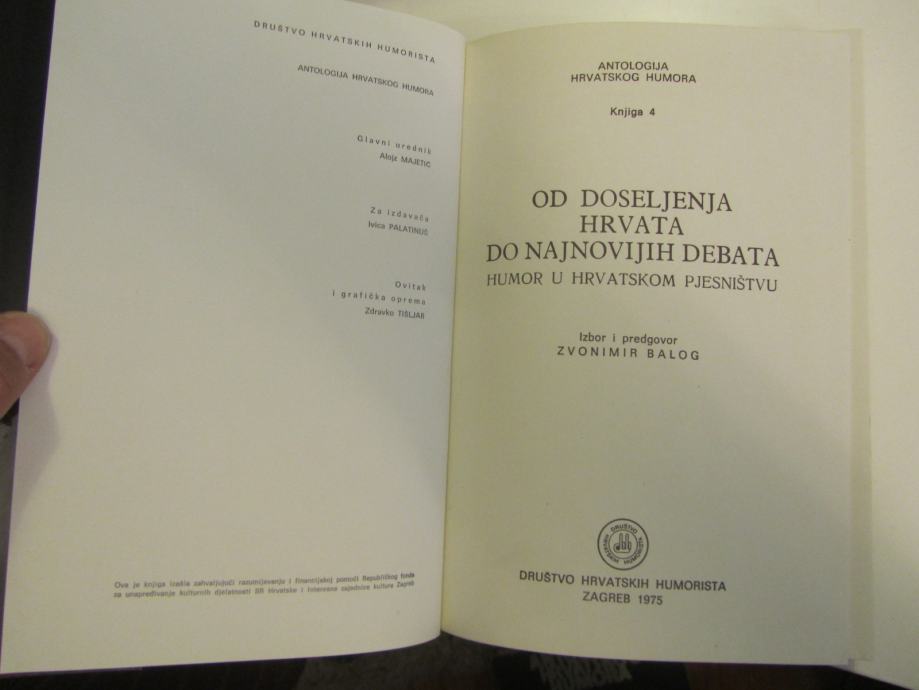 DRUŠTVO HRVATSKIH HUMORISTA
ANTOLOGIJA HRVATSKOG HUMORA
Glavni urednik
Alojz MAJETIĆ
Za izdavača
Ivica PALATINUŠ
Ovitak
i grafička oprema
Zdravko TIŠLJAR
Ova je knjiga izašla zahvaljujući razumijevanju i financijskoj pomoći Republičkog fonda
za unapređivanje kulturnih djelatnosti SR Hrvatske i Interesne zajednice kulture Zagreb
ANTOLOGIJA
HRVATSKOG HUMORA
Knjiga 4
OD DOSELJENJA
HRVATA
DO NAJNOVIJIH DEBATA
HUMOR U HRVATSKOM PJESNIŠTVU
Izbor i predgovor
ZVONIMIR BALOG
DRUŠTVO
HRVATSKIH HUMORISTA
DRUŠTVO HRVATSKIH HUMORISTA
ZAGREB 1975